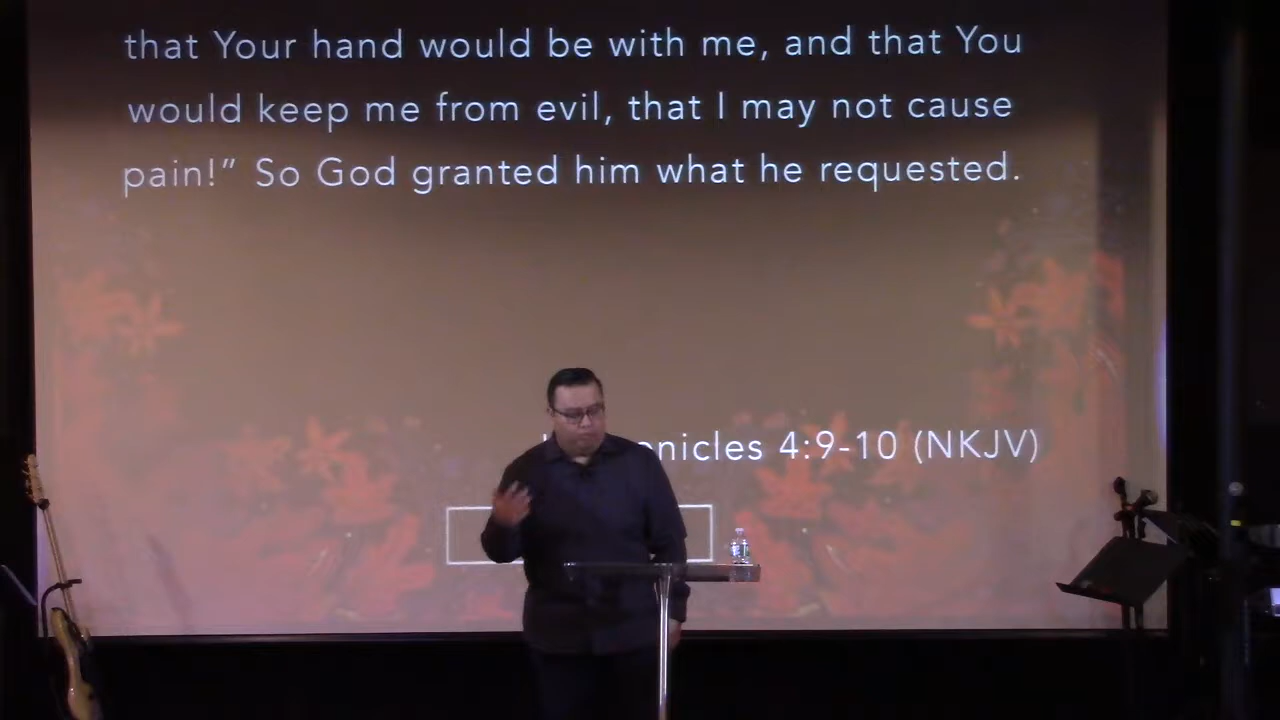 that Your hand would be with me, and that You
would keep me from evil, that I may not cause
pain!” So God granted him what he requested.
4:9-10 (NKJV)